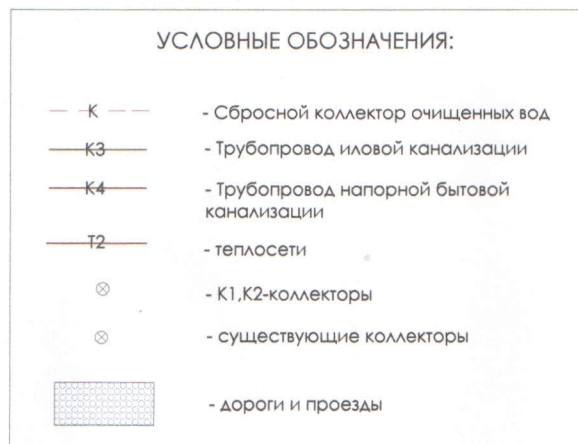 УСЛОВНЫЕ ОБОЗНАЧЕНИЯ:
К - Сбросной коллектор очищенных вод
К3 - Трубопровод иловой канализации
К4 - Трубопровод напорной бытовой
канализации
Т2 - теплосети
- К1,К2-коллекторы
- существующие коллекторы
- дороги и проезды